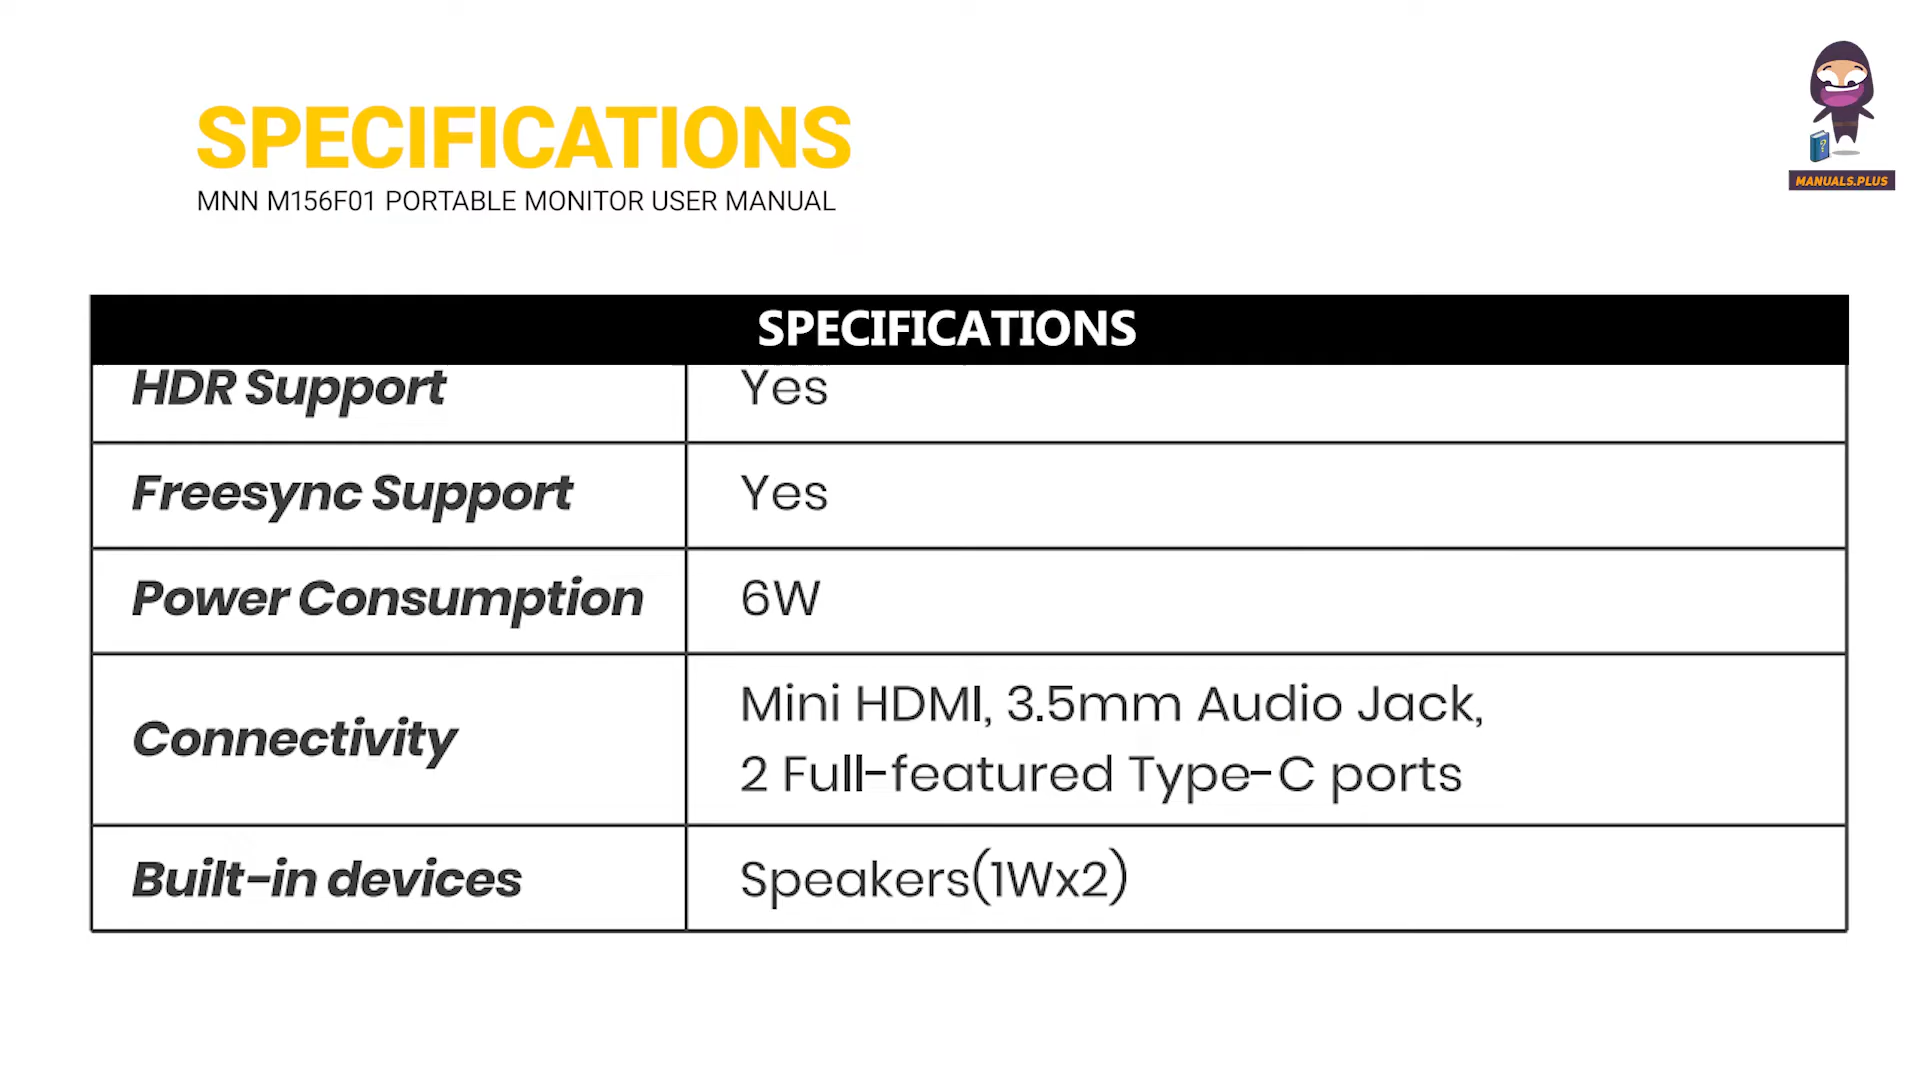 SPECIFICATIONS
MNN M156F01 PORTABLE MONITOR USER MANUAL
?
MANUALS.PLUS
SPECIFICATIONS
HDR Support Yes
Freesync Support Yes
Power Consumption 6W
Connectivity Mini HDMI, 3.5mm Audio Jack,
2 Full-featured Type-C ports
Built-in devices Speakers(1Wx2)